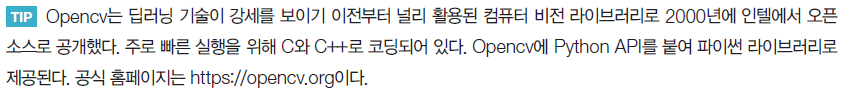 TIP Opencv는 딥러닝 기술이 강세를 보이기 이전부터 널리 활용된 컴퓨터 비전 라이브러리로 2000년에 인텔에서 오픈
소스로 공개했다. 주로 빠른 실행을 위해 C와 C++로 코딩되어 있다. Opencv에 Python API를 붙여 파이썬 라이브러리로
제공된다. 공식 홈페이지는 https://opencv.org이다.